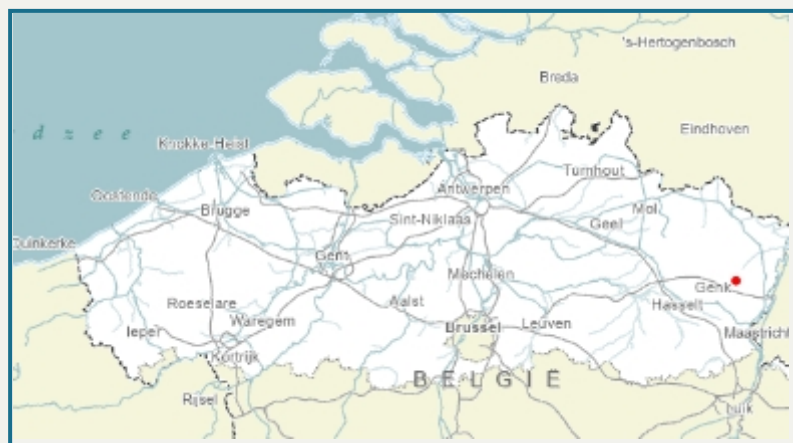 's-Hertogenbosch
Breda
d z e e
Eindhoven
Knokke-Heist
Turnhout
Oostende
Antwerpen
Mol
Brugge
Sint-Niklaas
Geel
Duinkerke
Gent
Mechelen
Genk
Roeselare
Aalst
Hasselt
Ieper
Waregem
Brussel
Leuven
Maastricht
Kortrijk
BELGIË
Rijsel
Luik